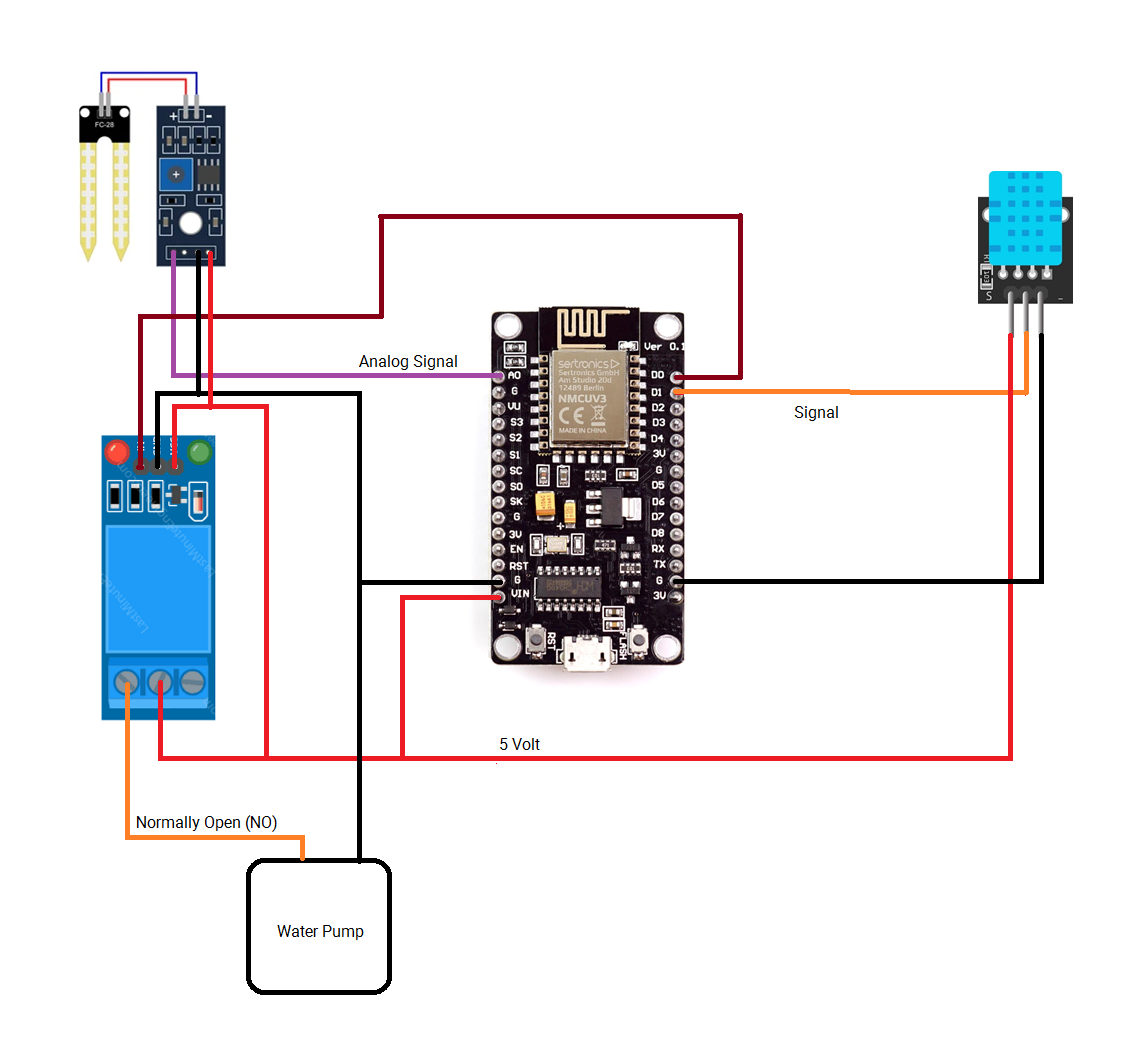 FC-28
+
-
+
Analog Signal
Ver 0.1
sertronics
Sertronics GmbH
Am Studio 20d
12489 Berlin
NMCUV3
CE
MADE IN CHINA
A0
G
VU
S3
S2
S1
SC
S0
SK
G
3V
EN
RST
G
VIN
D0
D1
D2
D3
D4
3V
G
D5
D6
D7
D8
RX
TX
G
3V
+
RST
FLASH
S
-
Signal
5 Volt
Normally Open (NO)
Water Pump